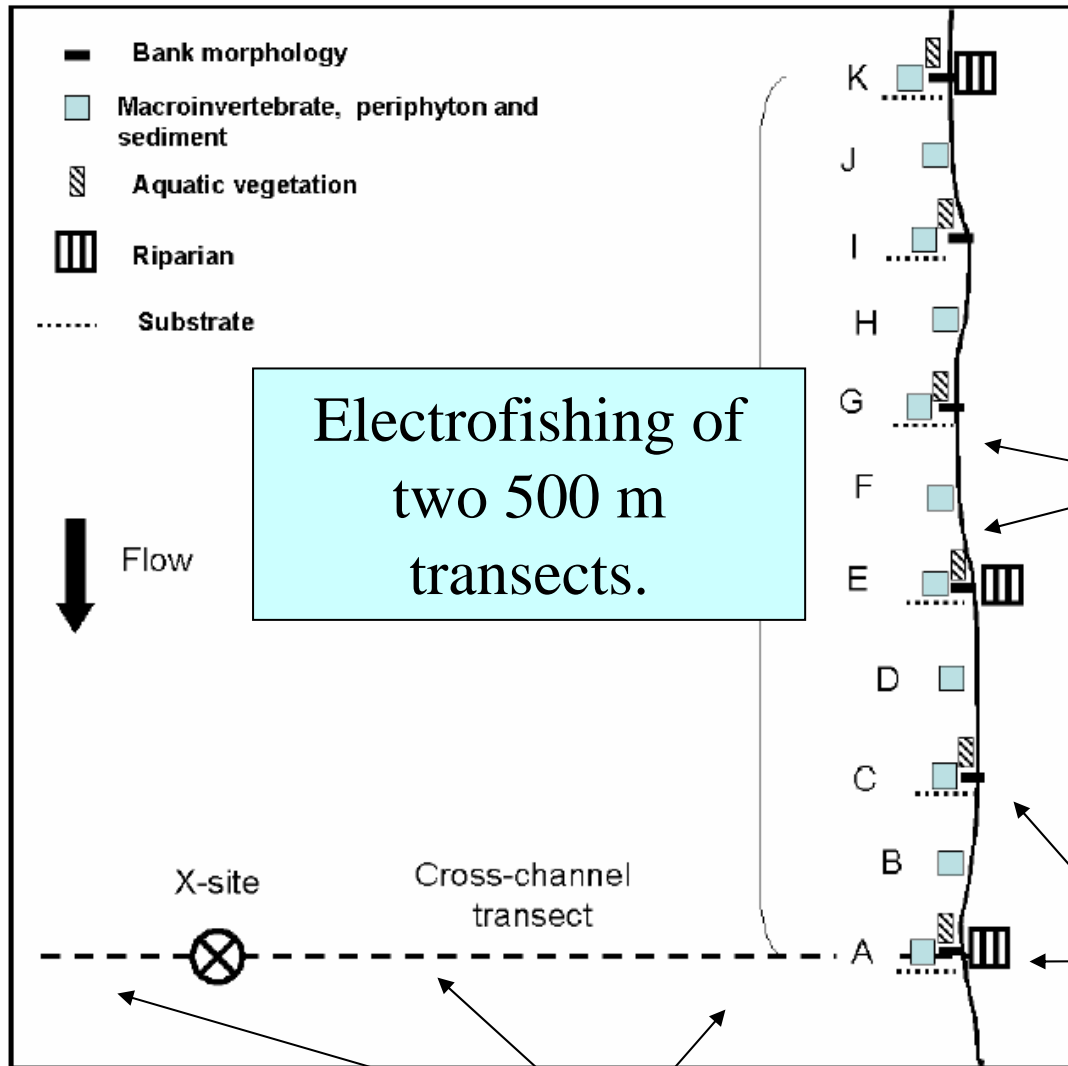 Bank morphology
Macroinvertebrate, periphyton and
sediment
Aquatic vegetation
Riparian
Substrate
Electrofishing of
two 500 m
transects.
Flow
X-site
Cross-channel
transect
K
J
I
H
G
F
E
D
C
B
A